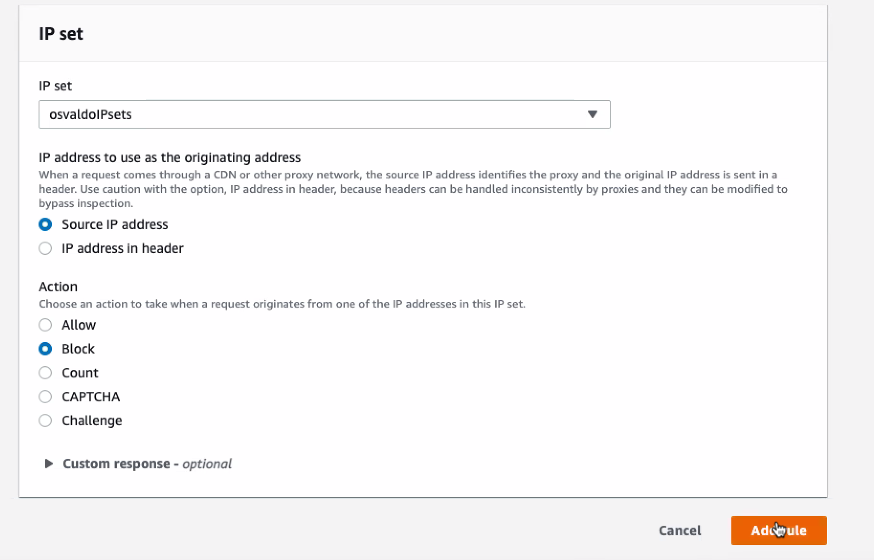 IP set
IP set
osvaldoIPsets
IP address to use as the originating address
When a request comes through a CDN or other proxy network, the source IP address identifies the proxy and the original IP address is sent in a
header. Use caution with the option, IP address in header, because headers can be handled inconsistently by proxies and they can be modified to
bypass inspection.
Source IP address
IP address in header
Action
Choose an action to take when a request originates from one of the IP addresses in this IP set.
Allow
Block
Count
CAPTCHA
Challenge
Custom response - optional
Cancel
Add rule